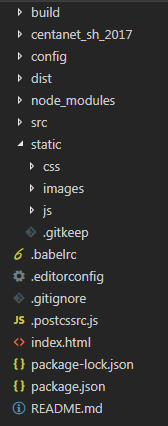 build
centanet_sh_2017
config
dist
node_modules
src
static
css
images
js
.gitkeep
.babelrc
.editorconfig
.gitignore
JS .postcssrc.js
<> index.html
{} package-lock.json
{} package.json
README.md